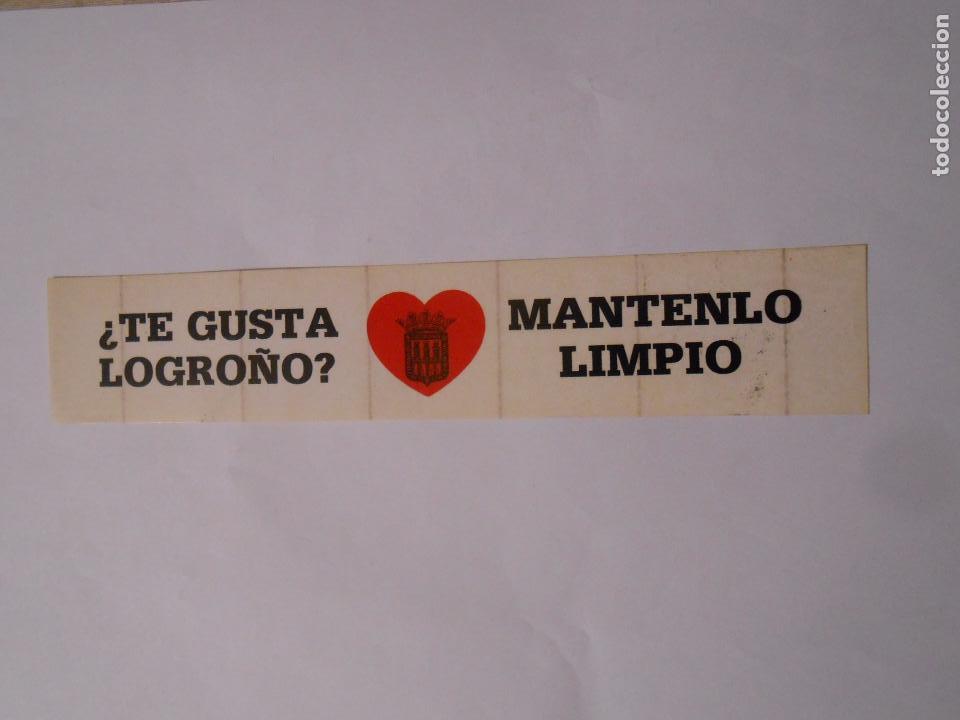 ¿TE GUSTA
LOGROÑO?
MANTENLO
LIMPIO
todocoleccion